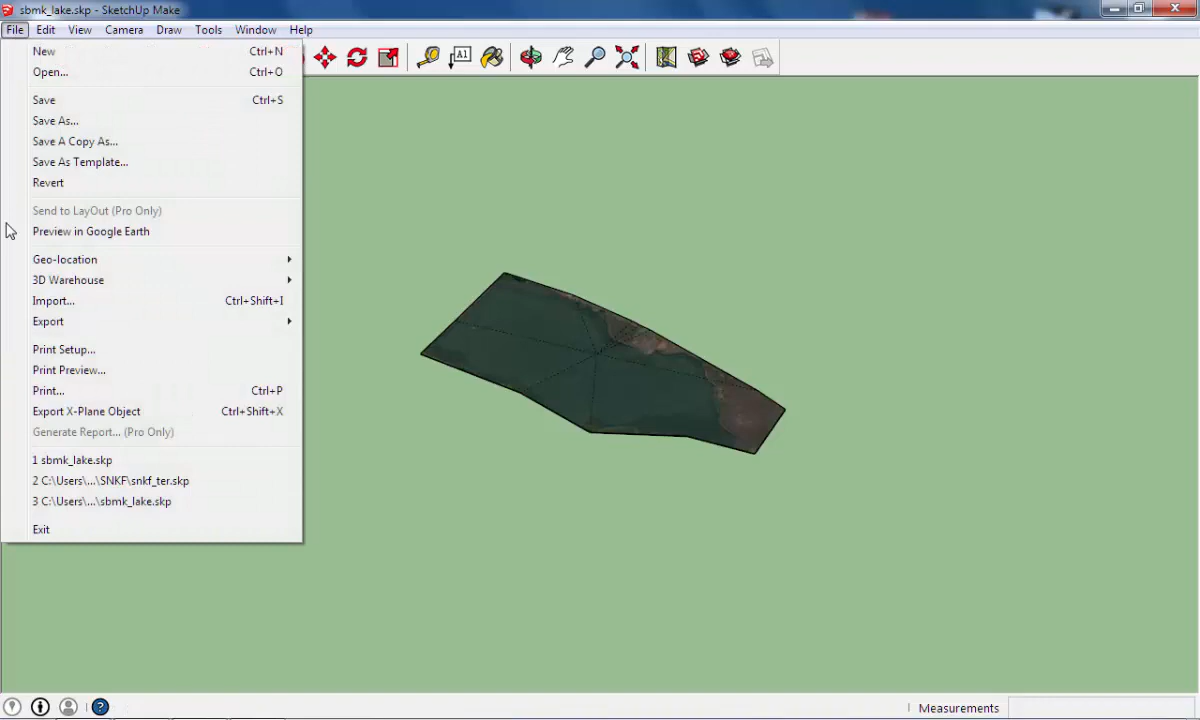 sbmk_lake.skp - SketchUp Make
File Edit View Camera Draw Tools Window Help
New Ctrl+N
Open... Ctrl+O
A1
Save Ctrl+S
Save As...
Save A Copy As...
Save As Template...
Revert
Send to LayOut (Pro Only)
Preview in Google Earth
Geo-location
3D Warehouse
Import... Ctrl+Shift+I
Export
Print Setup...
Print Preview...
Print... Ctrl+P
Export X-Plane Object Ctrl+Shift+X
Generate Report... (Pro Only)
1 sbmk_lake.skp
2 C:\Users\...\SNKF\snkf_ter.skp
3 C:\Users\...\sbmk_lake.skp
Exit
Measurements